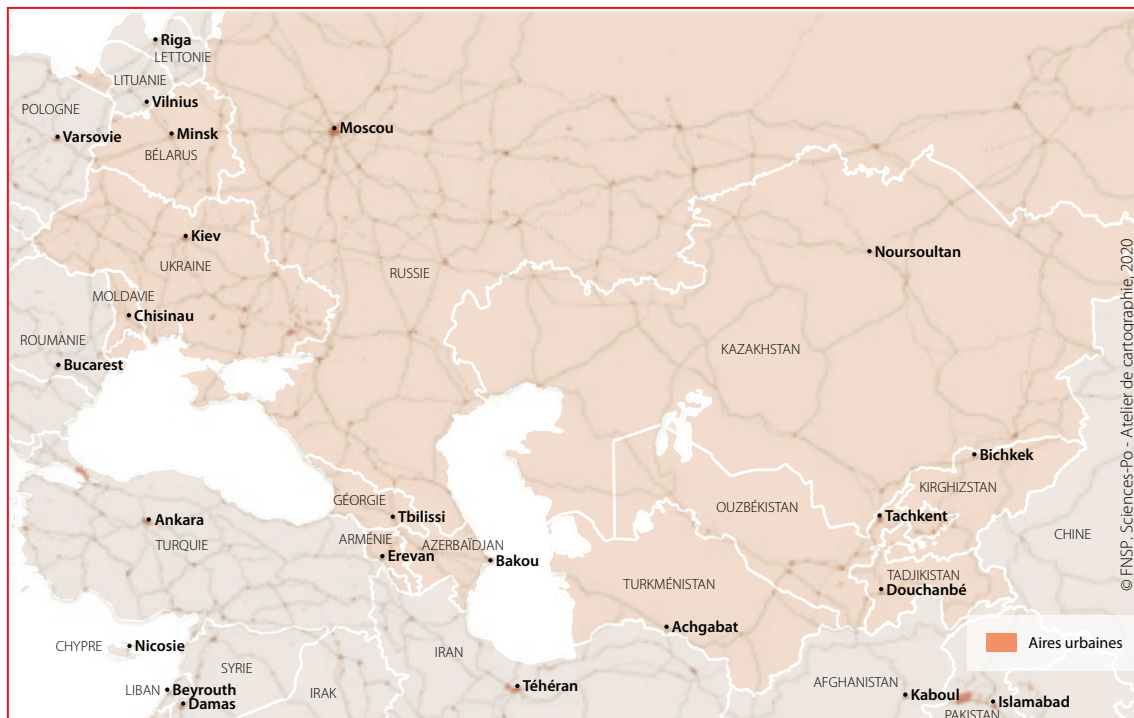 Riga
LETTONIE
LITUANIE
Vilnius
POLOGNE
Varsovie
Minsk
BÉLARUS
Moscou
Kiev
UKRAINE
RUSSIE
Noursoultan
MOLDAVIE
Chisinau
ROUMANIE
Bucarest
KAZAKHSTAN
Bichkek
KIRGHIZSTAN
GÉORGIE
Tbilissi
OUZBÉKISTAN
Tachkent
Ankara
TURQUIE
ARMÉNIE
Erevan
AZERBAÏDJAN
Bakou
CHINE
TURKMÉNISTAN
TADJIKISTAN
Douchanbé
Achgabat
CHYPRE
Nicosie
SYRIE
IRAN
LIBAN
Beyrouth
Damas
IRAK
Téhéran
AFGHANISTAN
Kaboul
Islamabad
PAKISTAN
Aires urbaines
© FNSP. Sciences-Po - Atelier de cartographie, 2020